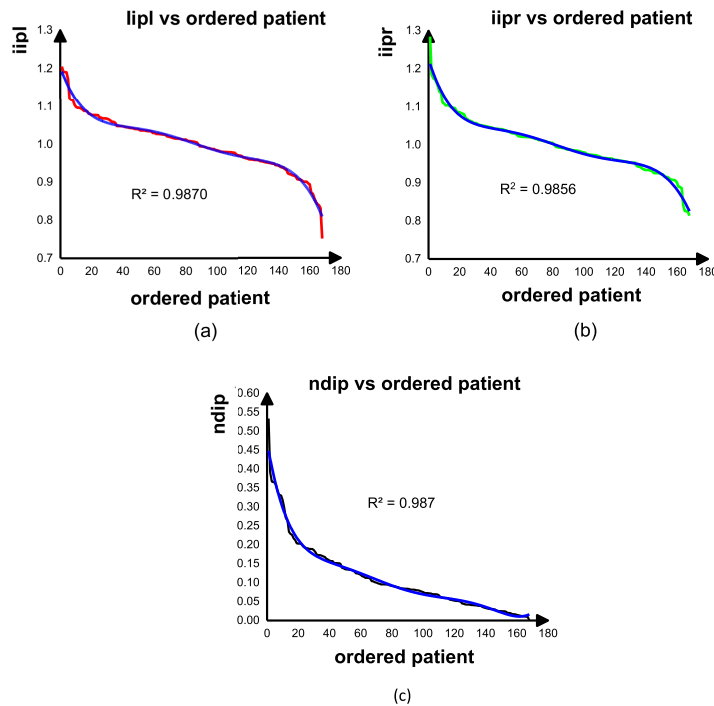 Iipl vs ordered patient
iipl
1.3
1.2
1.1
1.0
0.9
0.8
0.7
R² = 0.9870
0 20 40 60 80 100 120 140 160 180
ordered patient
(a)
iipr vs ordered patient
iipr
1.3
1.2
1.1
1.0
0.9
0.8
0.7
R² = 0.9856
0 20 40 60 80 100 120 140 160 180
ordered patient
(b)
ndip vs ordered patient
ndip
0.60
0.55
0.50
0.45
0.40
0.35
0.30
0.25
0.20
0.15
0.10
0.05
0.00
R² = 0.987
0 20 40 60 80 100 120 140 160 180
ordered patient
(c)